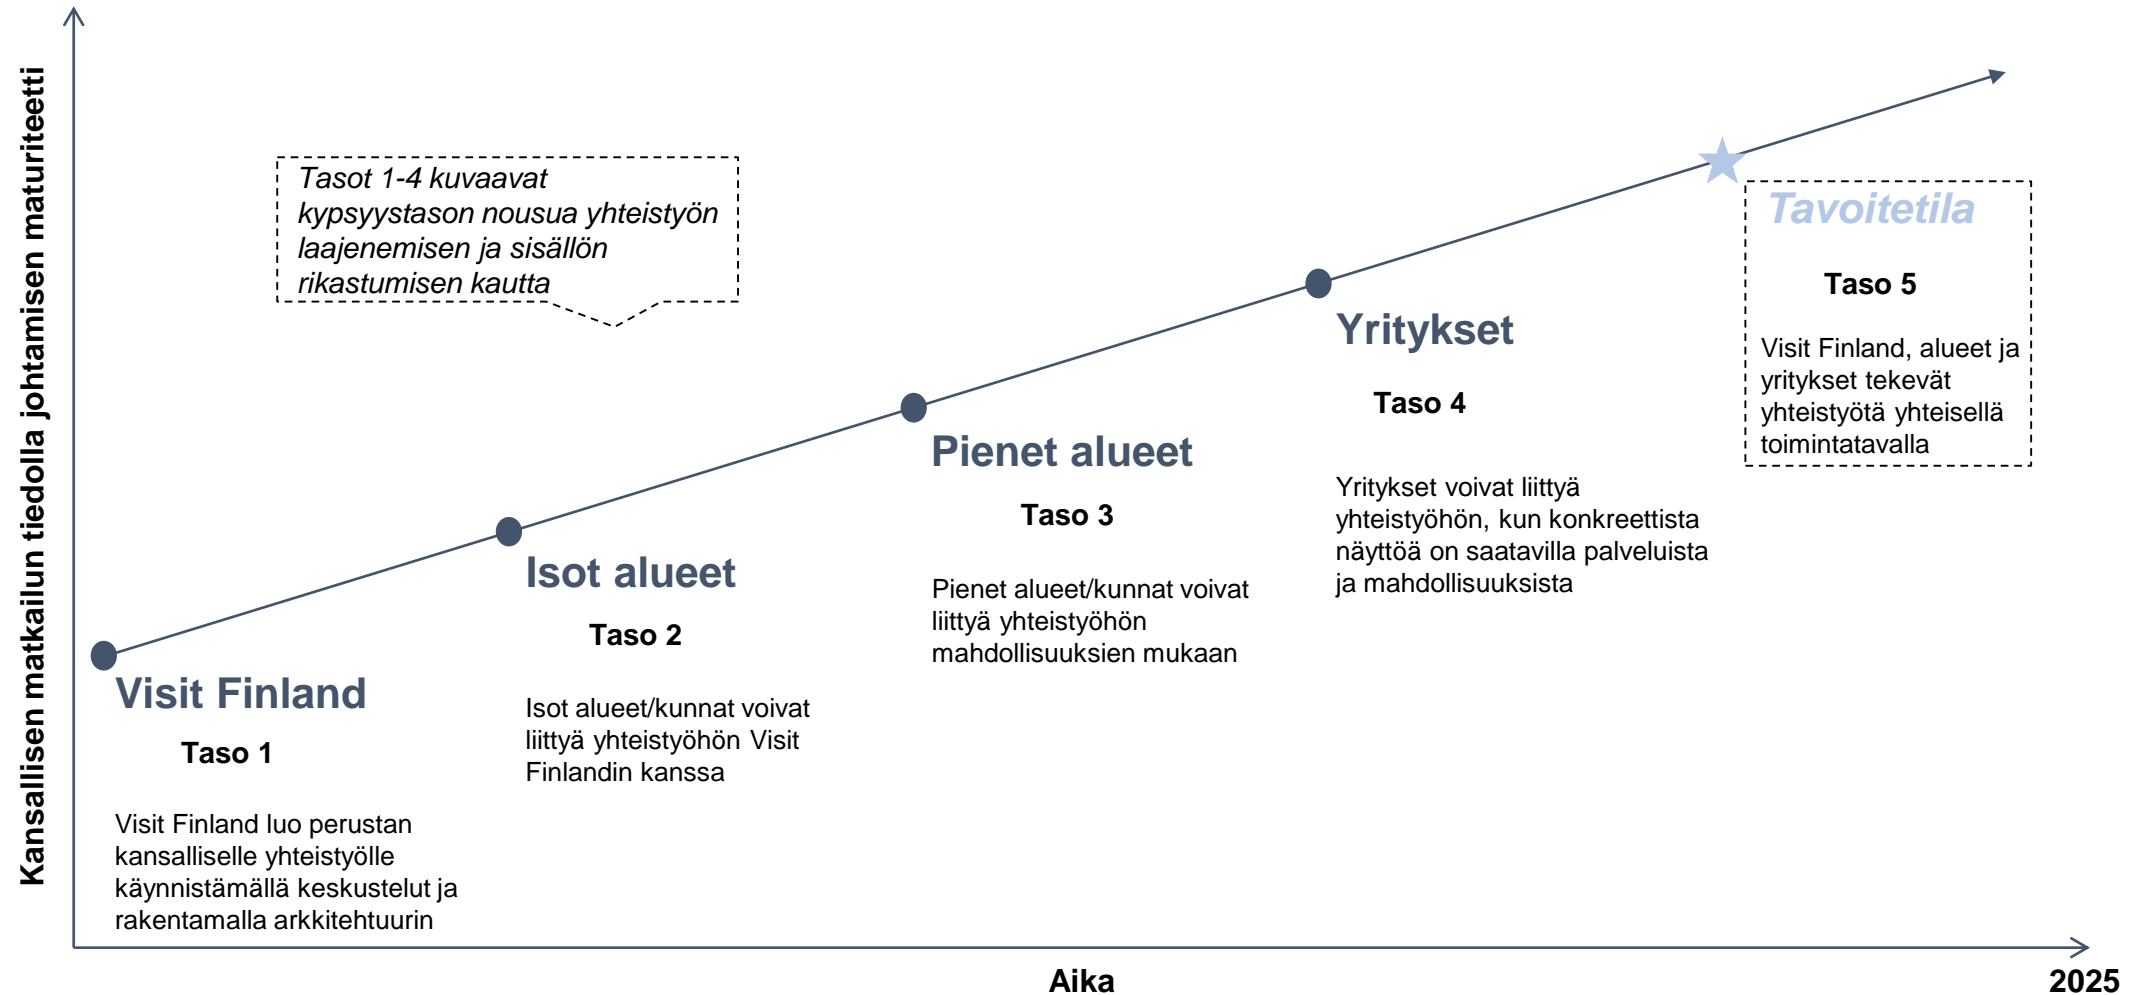 Kansallisen matkailun tiedolla johtamisen maturiteetti
Tasot 1-4 kuvaavat
kypsyystason nousua yhteistyön
laajenemisen ja sisällön
rikastumisen kautta
Visit Finland
Taso 1
Visit Finland luo perustan
kansalliselle yhteistyölle
käynnistämällä keskustelut ja
rakentamalla arkkitehtuurin
Isot alueet
Taso 2
Isot alueet/kunnat voivat
liittyä yhteistyöhön Visit
Finlandin kanssa
Pienet alueet
Taso 3
Pienet alueet/kunnat voivat
liittyä yhteistyöhön
mahdollisuuksien mukaan
Yritykset
Taso 4
Yritykset voivat liittyä
yhteistyöhön, kun konkreettista
näyttöä on saatavilla palveluista
ja mahdollisuuksista
Tavoitetila
Taso 5
Visit Finland, alueet ja
yritykset tekevät
yhteistyötä yhteisellä
toimintatavalla
Aika
2025